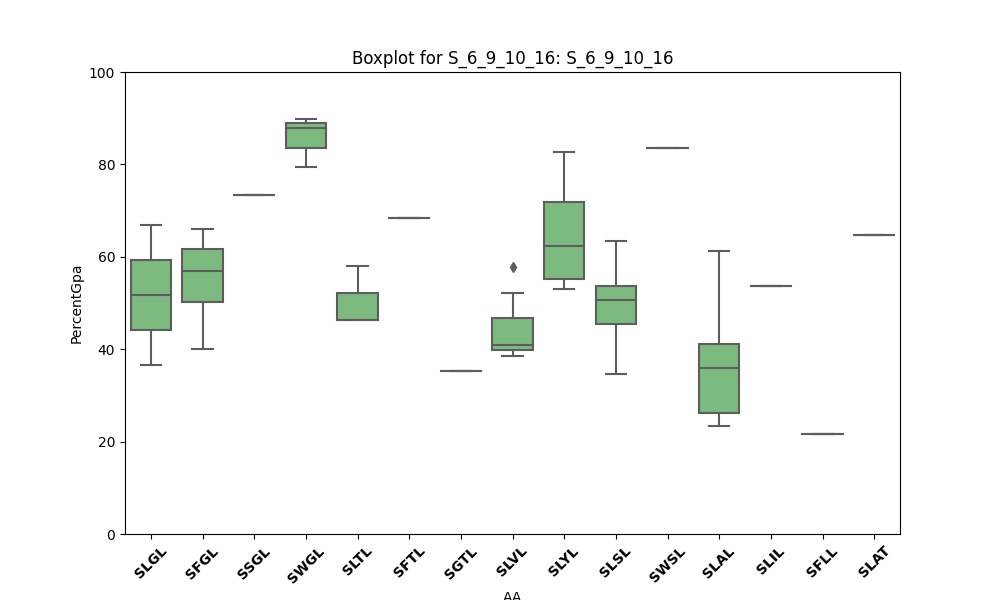 Boxplot for S_6_9_10_16: S_6_9_10_16
PercentGpa
100
80
60
40
20
0
SLGL SFGL SSGL SWGL SLTL SFTL SGTL SLVL SLYL SLSL SWSL SLAL SLIL SFLL SLAT
AA